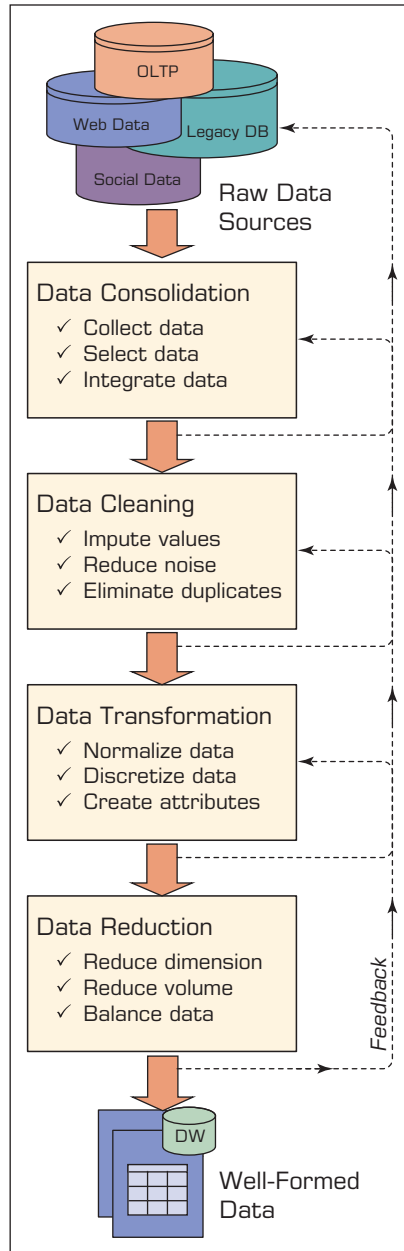 OLTP
Web Data
Legacy DB
Social Data
Raw Data
Sources
Data Consolidation
✓ Collect data
✓ Select data
✓ Integrate data
Data Cleaning
✓ Impute values
✓ Reduce noise
✓ Eliminate duplicates
Data Transformation
✓ Normalize data
✓ Discretize data
✓ Create attributes
Data Reduction
✓ Reduce dimension
✓ Reduce volume
✓ Balance data
Feedback
DW
Well-Formed
Data